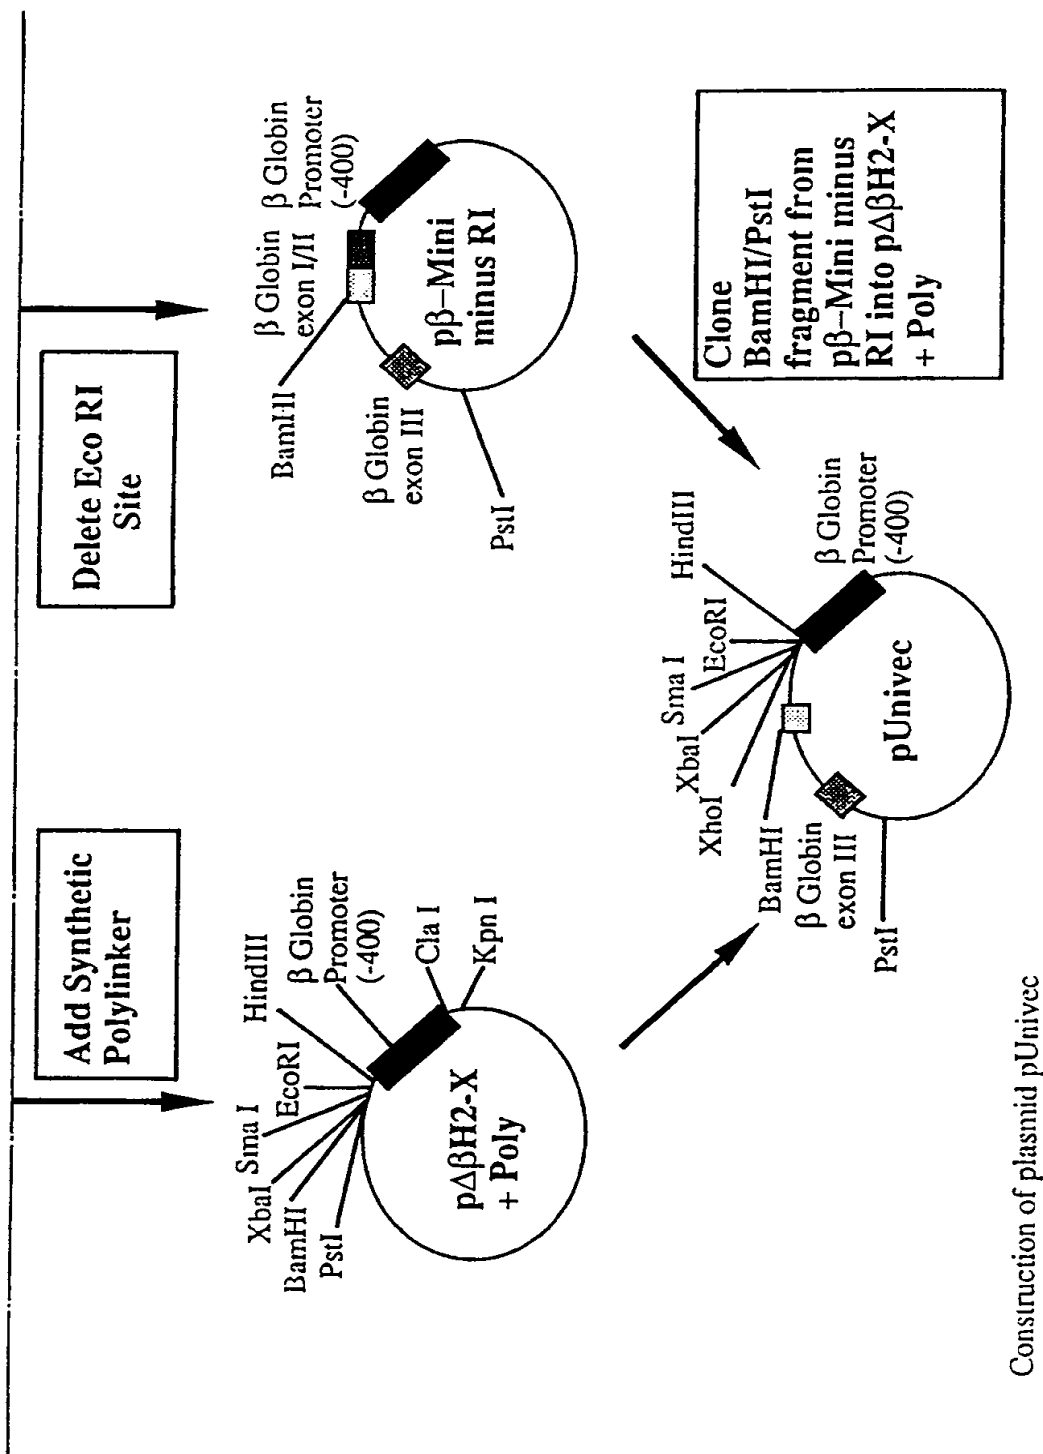 Add Synthetic
Polylinker
Delete Eco RI
Site
HindIII
EcoRI
Sma I
XbaI
BamHI
PstI
β Globin
Promoter
(-400)
Cla I
Kpn I
pΔβH2-X
+ Poly
BamHI
β Globin
exon I/II
β Globin
Promoter
(-400)
β Globin
exon III
PstI
pβ-Mini
minus RI
Clone
BamHI/PstI
fragment from
pβ-Mini minus
RI into pΔβH2-X
+ Poly
HindIII
EcoRI
Sma I
XbaI
XhoI
BamHI
β Globin
exon III
PstI
β Globin
Promoter
(-400)
pUnivec
Construction of plasmid pUnivec